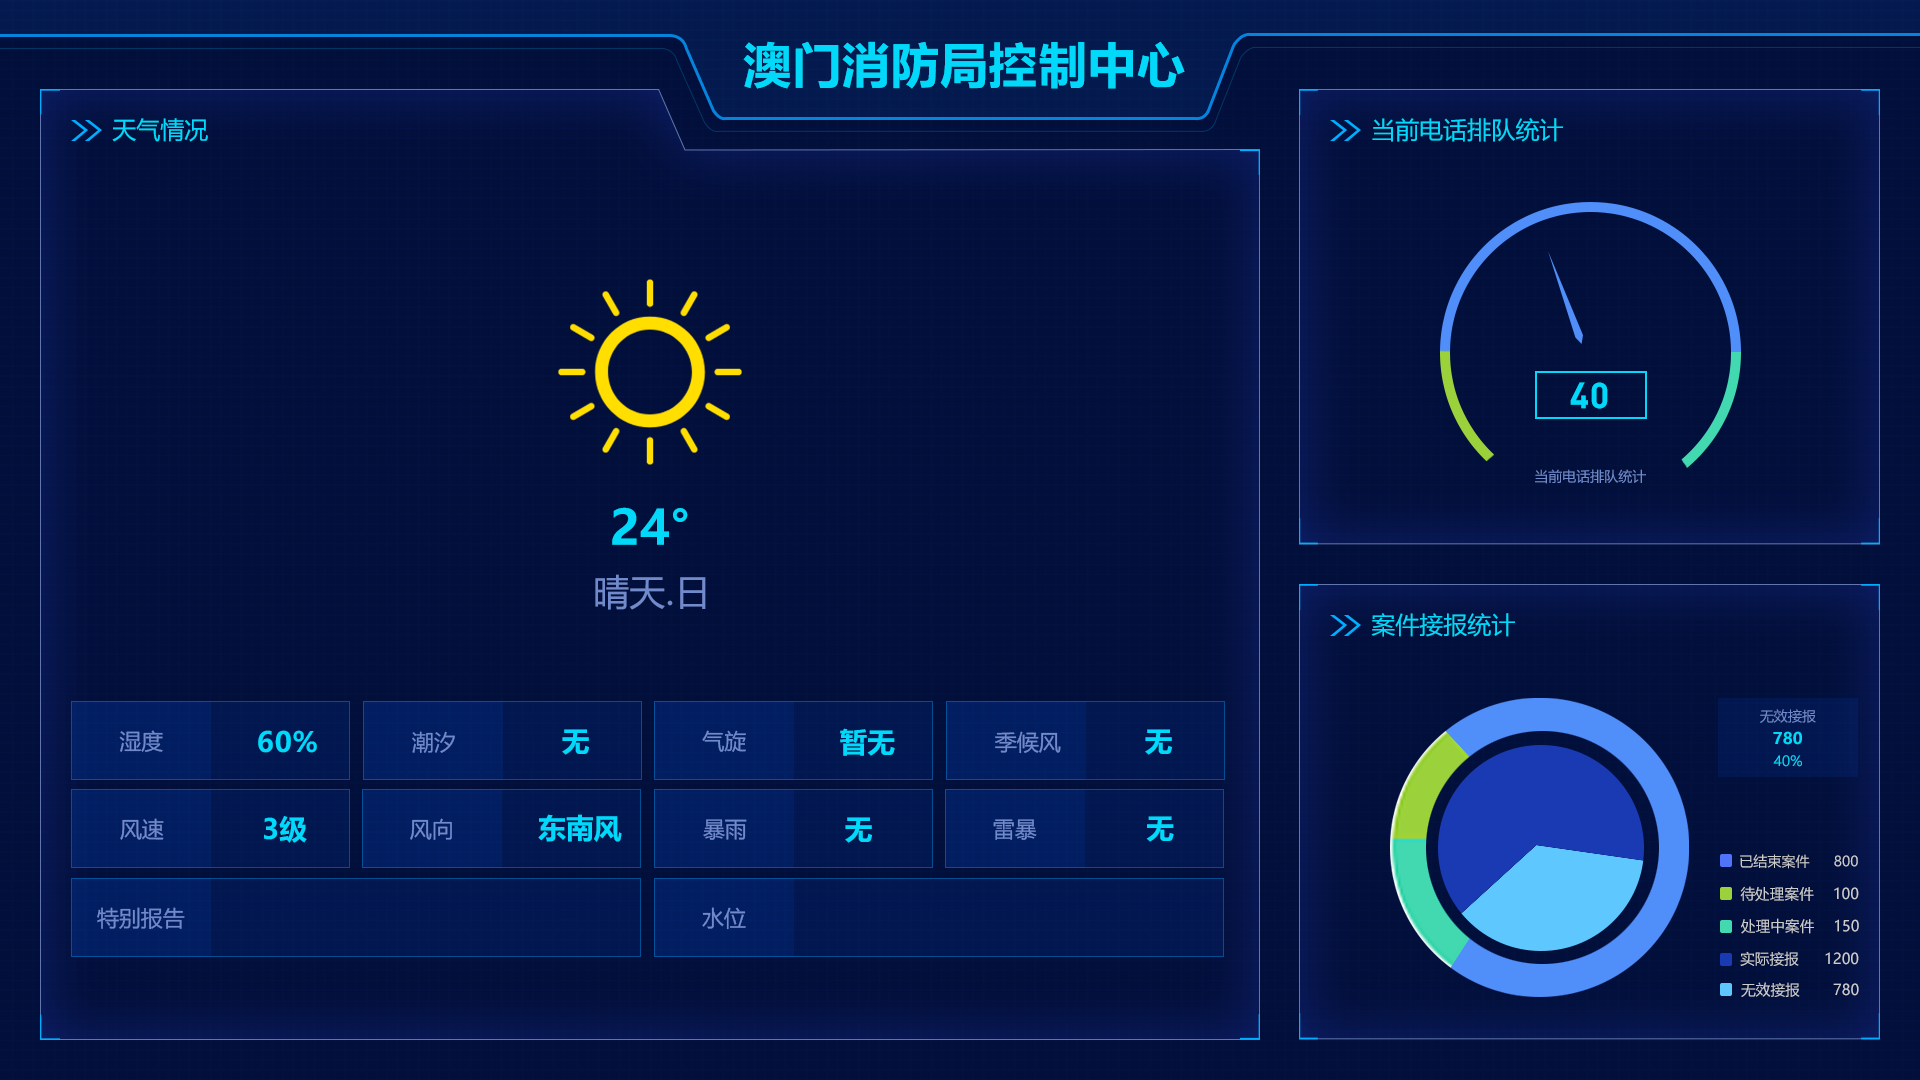 澳门消防局控制中心
天气情况
24°
晴天.日
湿度 60%
潮汐 无
气旋 暂无
季候风 无
风速 3级
风向 东南风
暴雨 无
雷暴 无
特别报告
水位
当前电话排队统计
40
当前电话排队统计
案件接报统计
无效接报
780
40%
已结束案件 800
待处理案件 100
处理中案件 150
实际接报 1200
无效接报 780